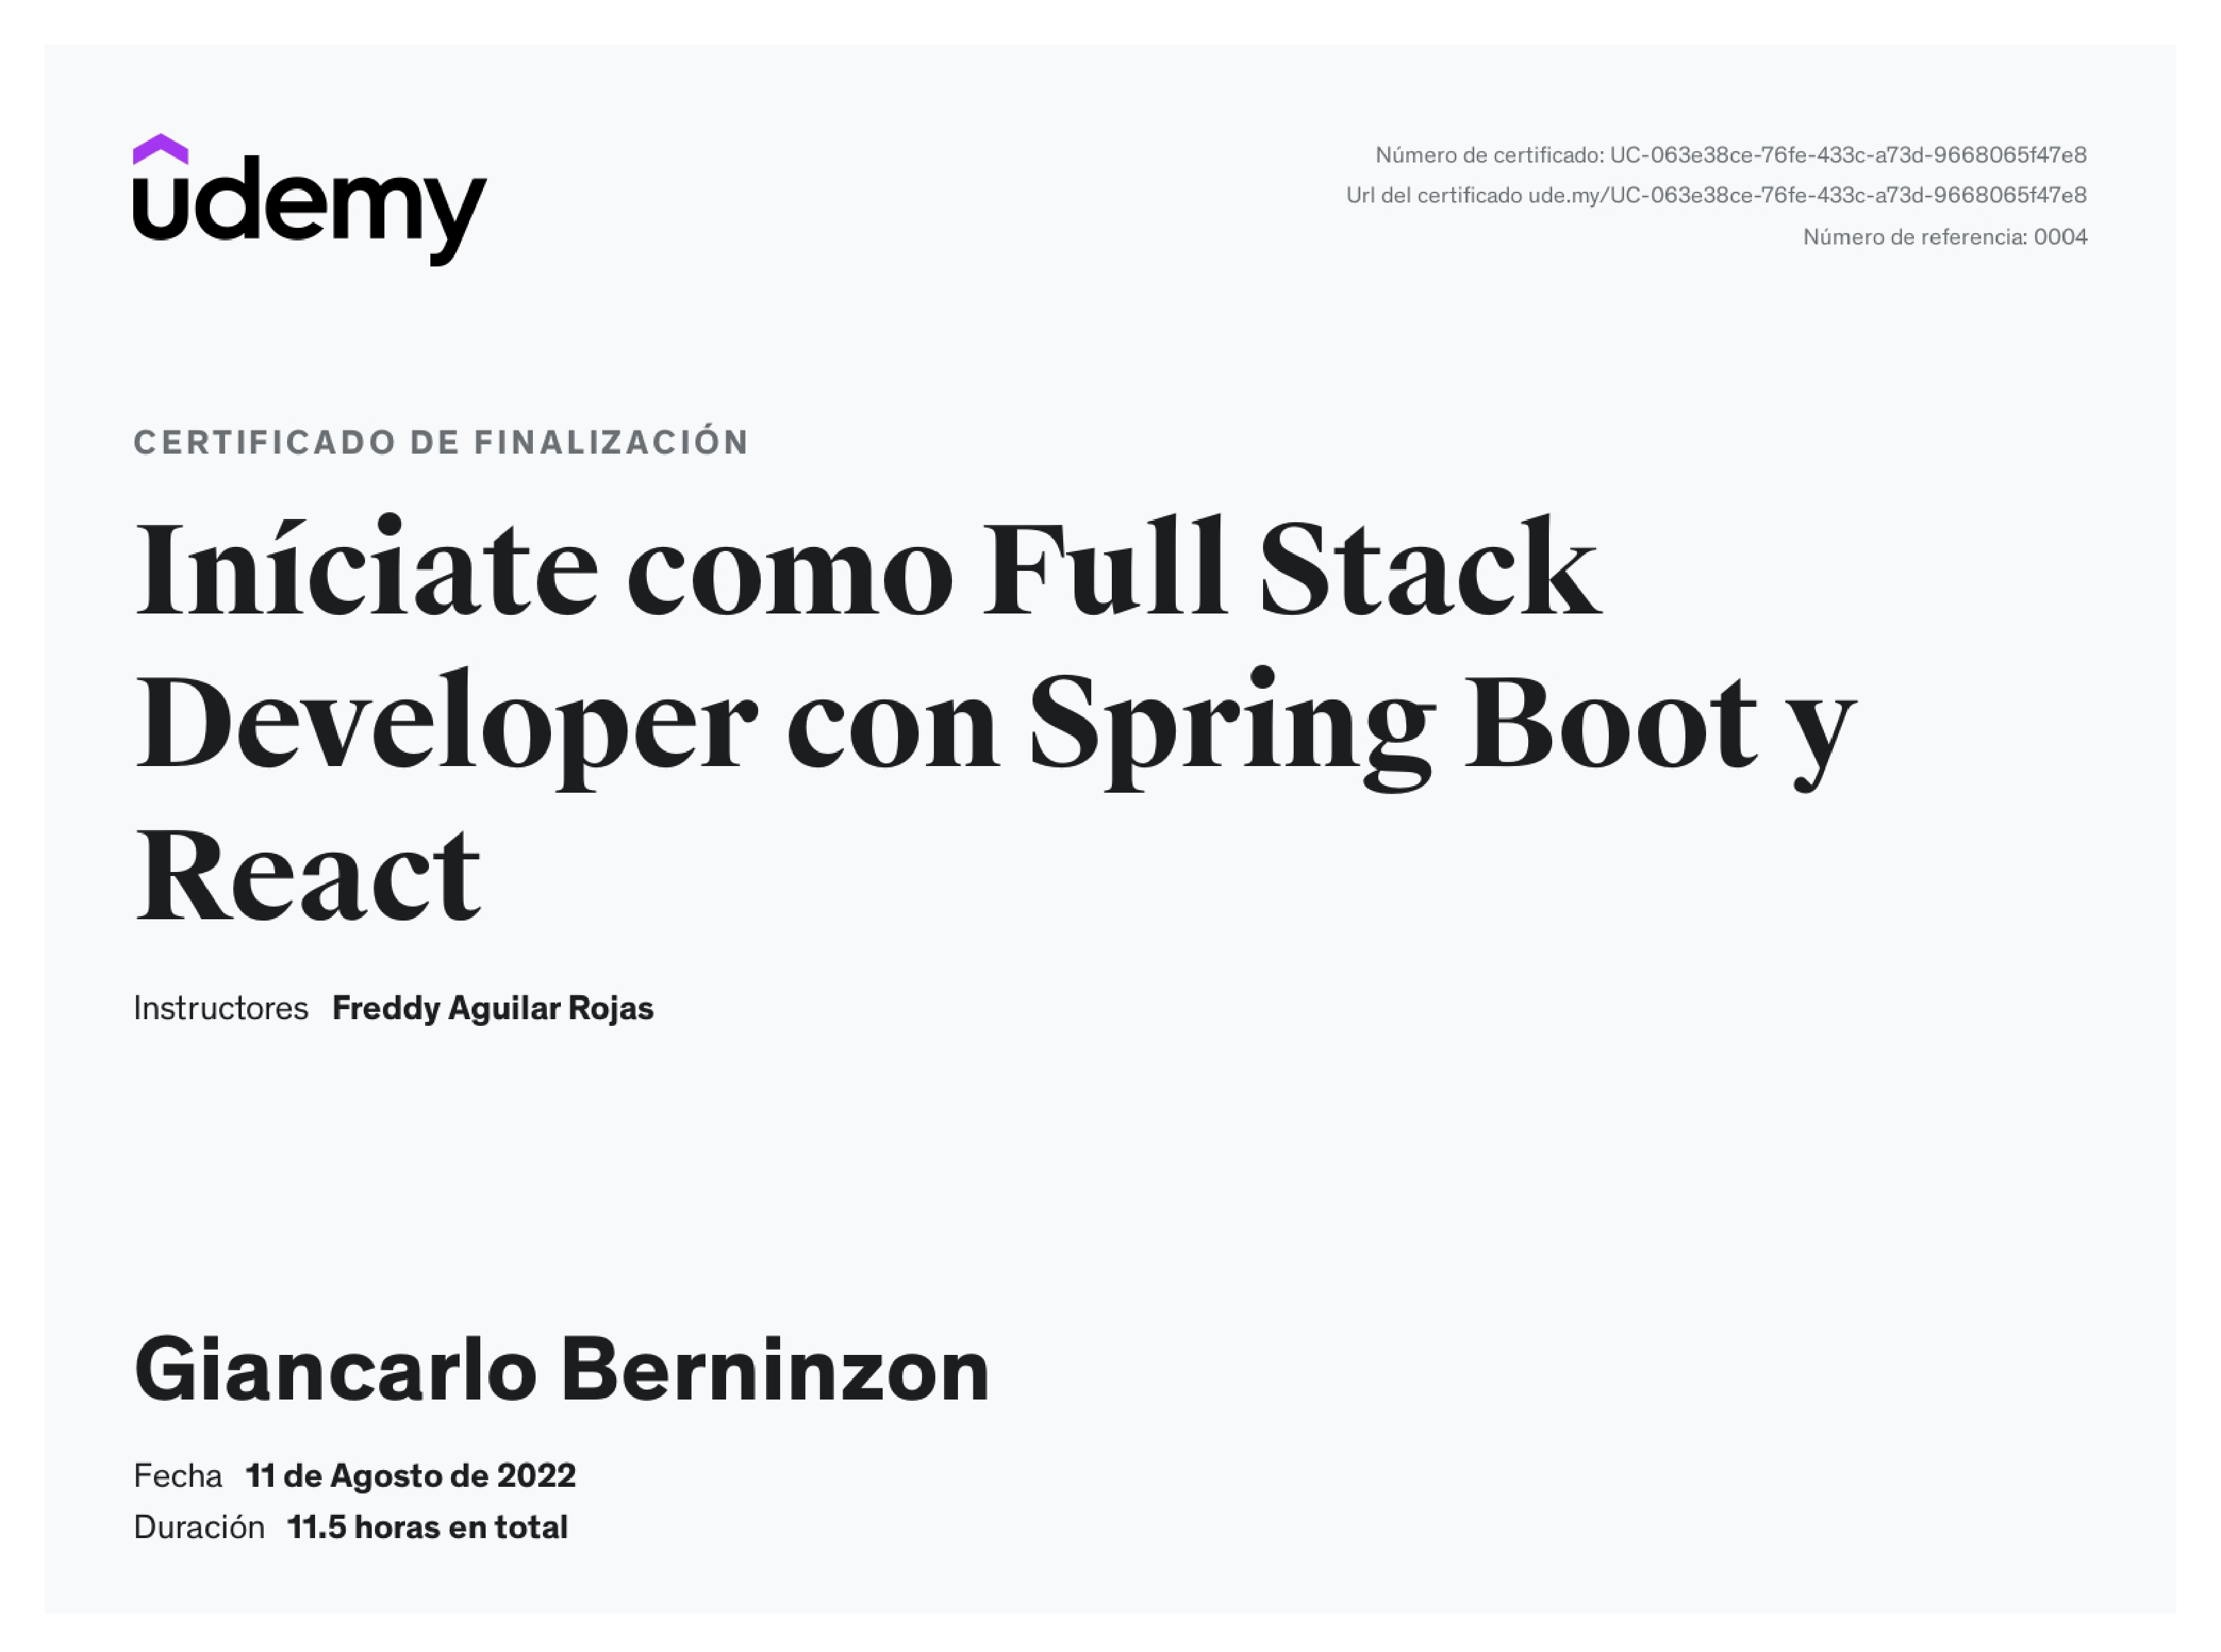 udemy
Número de certificado: UC-063e38ce-76fe-433c-a73d-9668065f47e8
Url del certificado ude.my/UC-063e38ce-76fe-433c-a73d-9668065f47e8
Número de referencia: 0004
CERTIFICADO DE FINALIZACIÓN
Iníciate como Full Stack
Developer con Spring Boot y
React
Instructores Freddy Aguilar Rojas
Giancarlo Berninzon
Fecha 11 de Agosto de 2022
Duración 11.5 horas en total